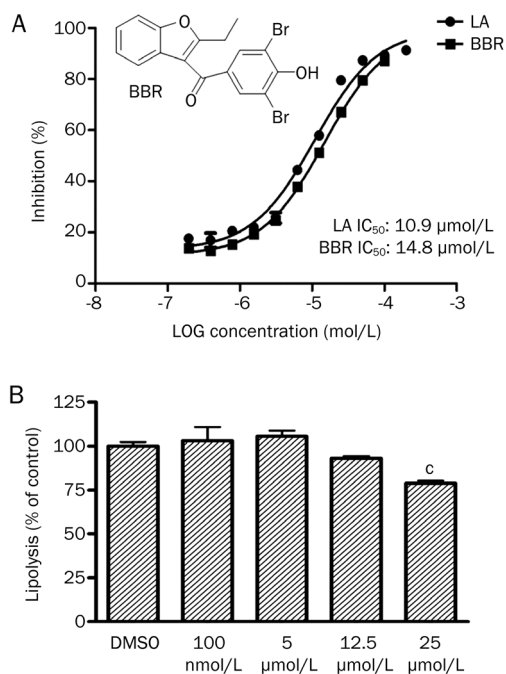 A
100
80
60
40
20
0
Inhibition (%)
O
Br
OH
Br
O
BBR
LA
BBR
LA IC₅₀: 10.9 μmol/L
BBR IC₅₀: 14.8 μmol/L
-8 -7 -6 -5 -4 -3
LOG concentration (mol/L)
B
125
100
75
50
25
0
Lipolysis (% of control)
c
DMSO 100 5 12.5 25
nmol/L μmol/L μmol/L μmol/L